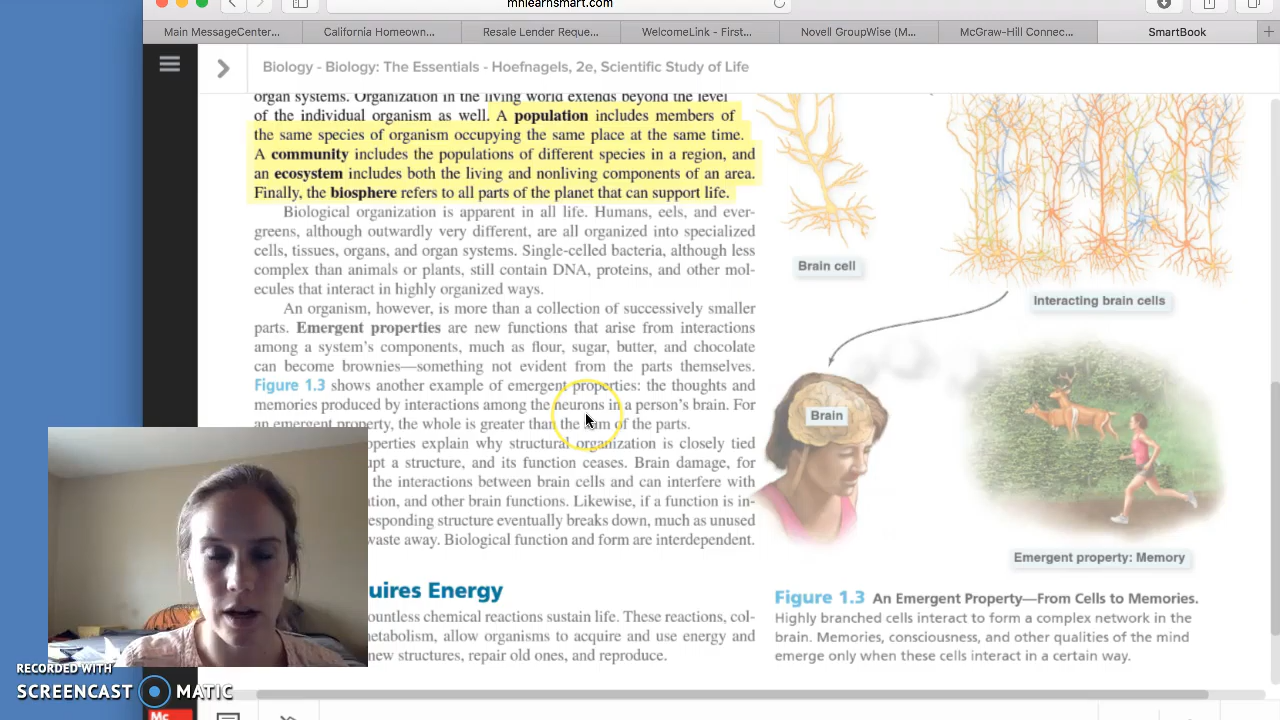 mnlearnsmart.com
Main MessageCenter...
California Homeown...
Resale Lender Reque...
WelcomeLink - First...
Novell GroupWise (M...
McGraw-Hill Connec...
SmartBook
Biology - Biology: The Essentials - Hoefnagels, 2e, Scientific Study of Life
organ systems. Organization in the living world extends beyond the level
of the individual organism as well. A population includes members of
the same species of organism occupying the same place at the same time.
A community includes the populations of different species in a region, and
an ecosystem includes both the living and nonliving components of an area.
Finally, the biosphere refers to all parts of the planet that can support life.
Biological organization is apparent in all life. Humans, eels, and ever-
greens, although outwardly very different, are all organized into specialized
cells, tissues, organs, and organ systems. Single-celled bacteria, although less
complex than animals or plants, still contain DNA, proteins, and other mol-
ecules that interact in highly organized ways.
An organism, however, is more than a collection of successively smaller
parts. Emergent properties are new functions that arise from interactions
among a system's components, much as flour, sugar, butter, and chocolate
can become brownies—something not evident from the parts themselves.
Figure 1.3 shows another example of emergent properties: the thoughts and
memories produced by interactions among the neurons in a person's brain. For
an emergent property, the whole is greater than the sum of the parts.
operties explain why structural organization is closely tied
upt a structure, and its function ceases. Brain damage, for
the interactions between brain cells and can interfere with
tion, and other brain functions. Likewise, if a function is in-
esponding structure eventually breaks down, much as unused
waste away. Biological function and form are interdependent.
uires Energy
ountless chemical reactions sustain life. These reactions, col-
etabolism, allow organisms to acquire and use energy and
new structures, repair old ones, and reproduce.
Brain cell
Interacting brain cells
Brain
Emergent property: Memory
Figure 1.3 An Emergent Property—From Cells to Memories.
Highly branched cells interact to form a complex network in the
brain. Memories, consciousness, and other qualities of the mind
emerge only when these cells interact in a certain way.
RECORDED WITH
SCREENCAST MATIC
Mc